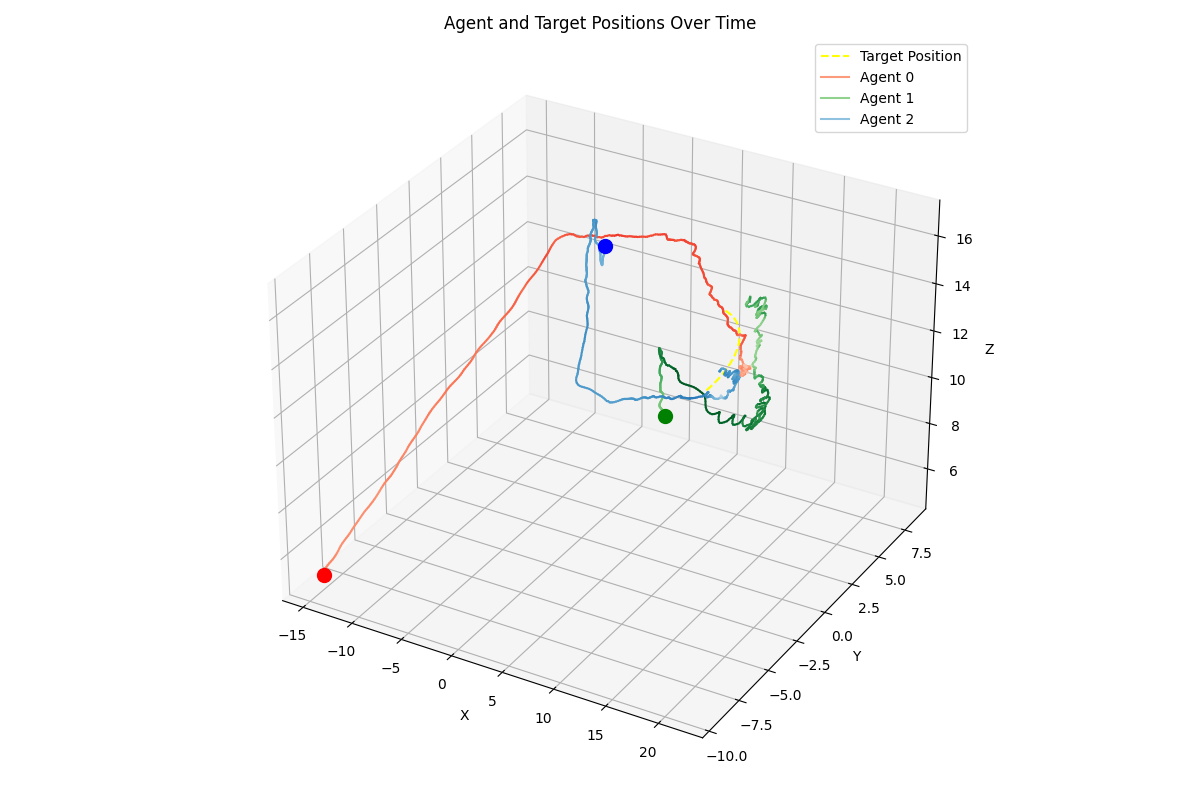 Agent and Target Positions Over Time
Target Position
Agent 0
Agent 1
Agent 2
16
14
12
10
8
6
Z
7.5
5.0
2.5
0.0
−2.5
−5.0
−7.5
−10.0
Y
−15
−10
−5
0
5
10
15
20
X